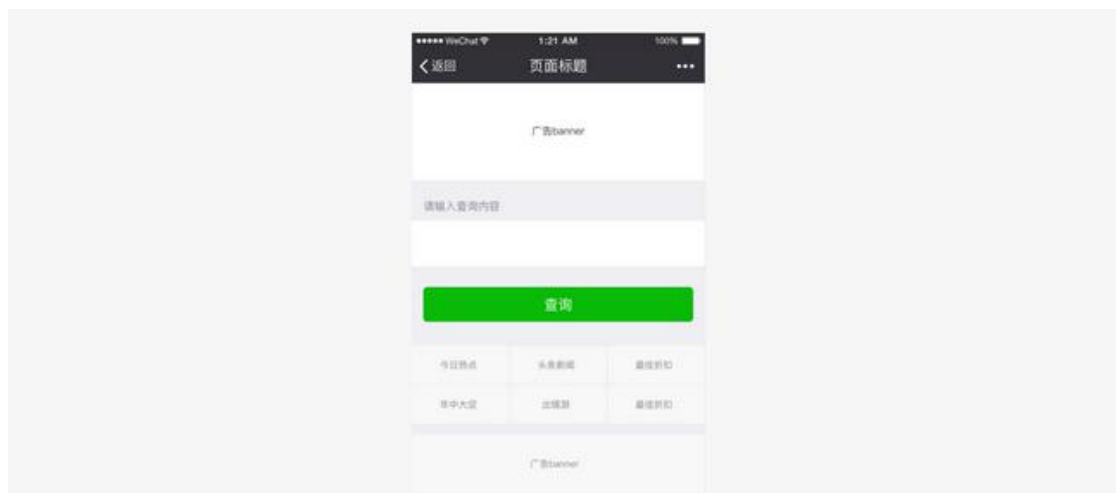 WeChat 1:21 AM 100%
返回 页面标题
广告banner
请输入查询内容
查询
今日热点 头条新闻 最佳折扣
年中大促 出境游 最佳折扣
广告banner